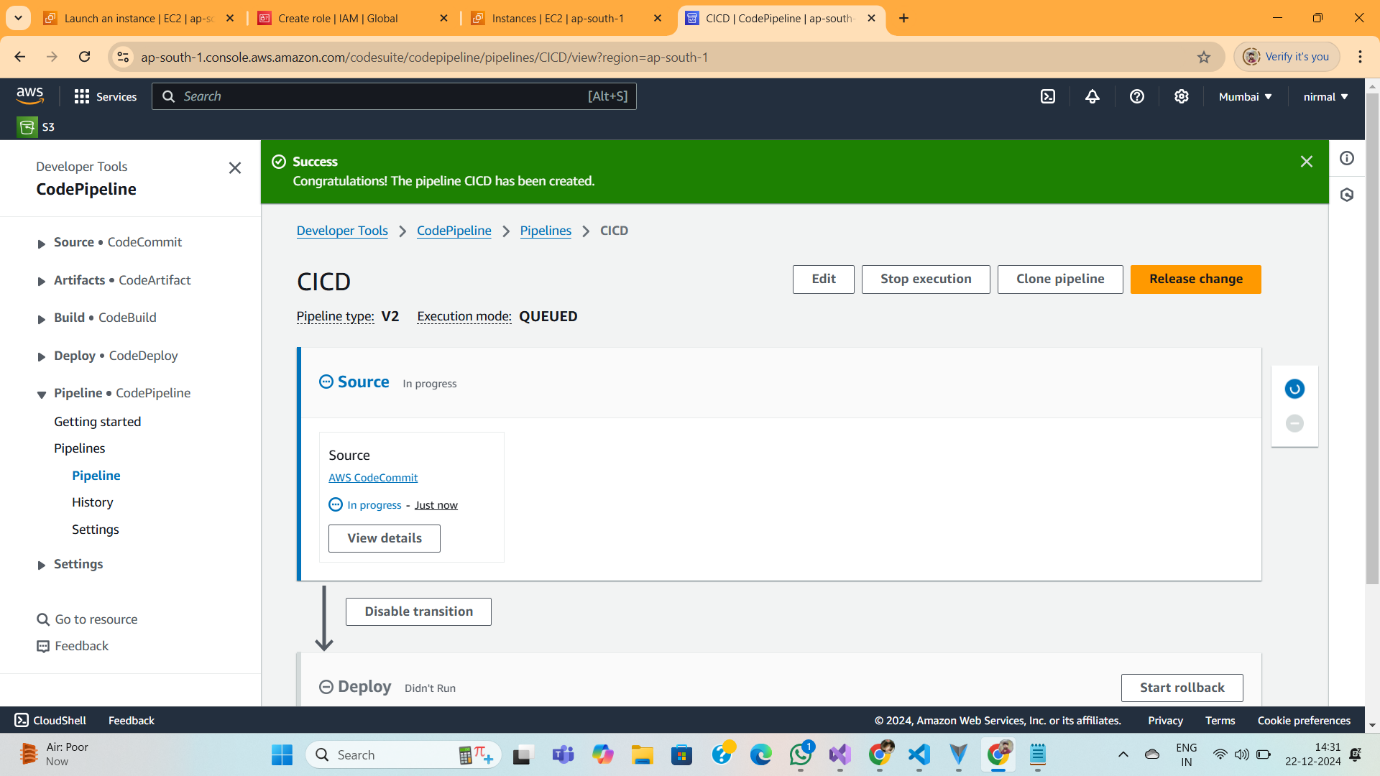 Launch an instance | EC2 | ap-so
Create role | IAM | Global
Instances | EC2 | ap-south-1
CICD | CodePipeline | ap-south-
ap-south-1.console.aws.amazon.com/codesuite/codepipeline/pipelines/CICD/view?region=ap-south-1
Verify it's you
aws
Services
Search
[Alt+S]
Mumbai
nirmal
S3
Developer Tools
CodePipeline
Source • CodeCommit
Artifacts • CodeArtifact
Build • CodeBuild
Deploy • CodeDeploy
Pipeline • CodePipeline
Getting started
Pipelines
Pipeline
History
Settings
Settings
Go to resource
Feedback
Success
Congratulations! The pipeline CICD has been created.
Developer Tools > CodePipeline > Pipelines > CICD
CICD
Edit
Stop execution
Clone pipeline
Release change
Pipeline type: V2 Execution mode: QUEUED
Source In progress
Source
AWS CodeCommit
In progress - Just now
View details
Disable transition
Deploy Didn't Run
Start rollback
CloudShell
Feedback
© 2024, Amazon Web Services, Inc. or its affiliates.
Privacy
Terms
Cookie preferences
Air: Poor
Now
Search
1
ENG
IN
14:31
22-12-2024